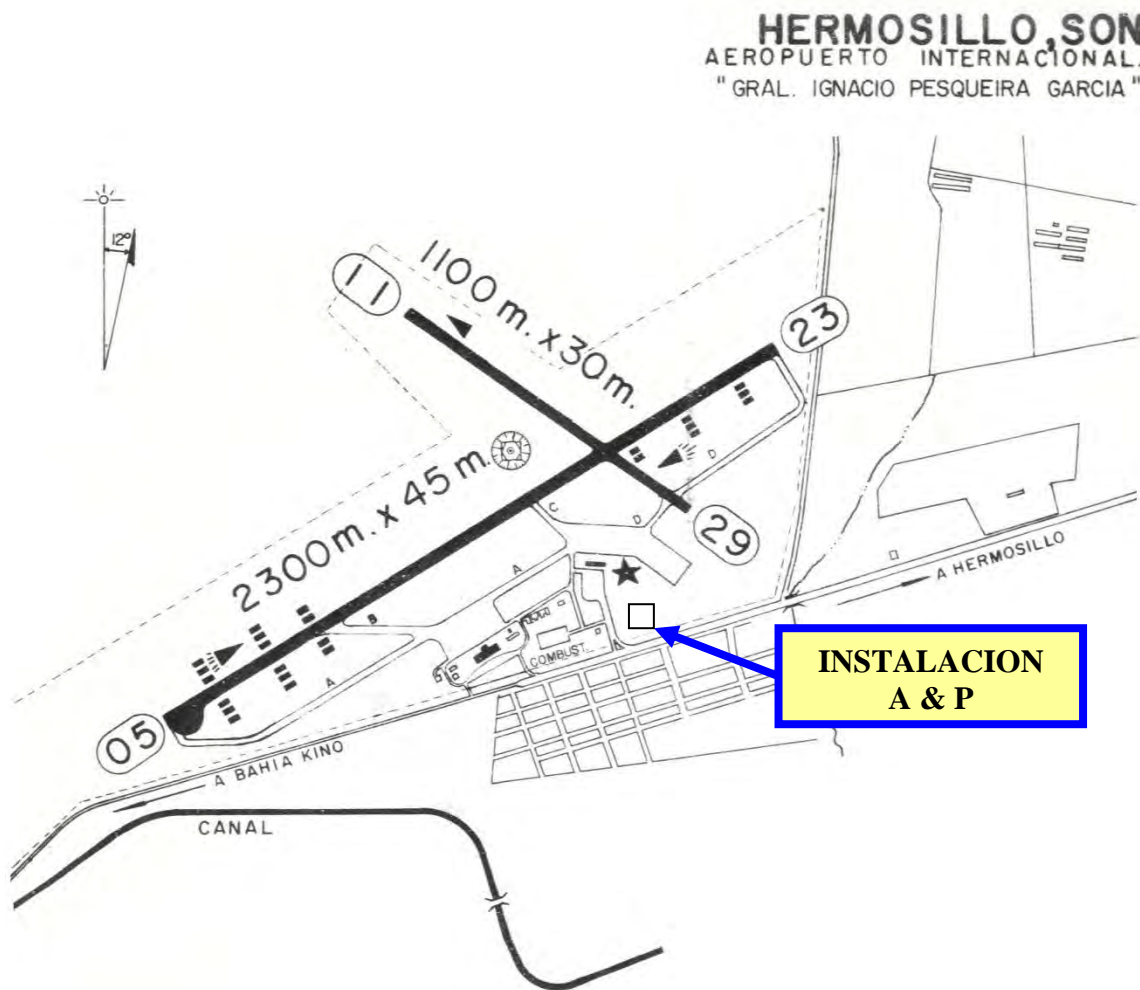 HERMOSILLO, SON
AEROPUERTO INTERNACIONAL.
"GRAL. IGNACIO PESQUEIRA GARCIA"
12°
11
1100 m. x 30 m.
23
2300 m. x 45 m.
D
C
D
29
A
A HERMOSILLO
B
COMBUST.
A
INSTALACION
A & P
05
A BAHIA KINO
CANAL